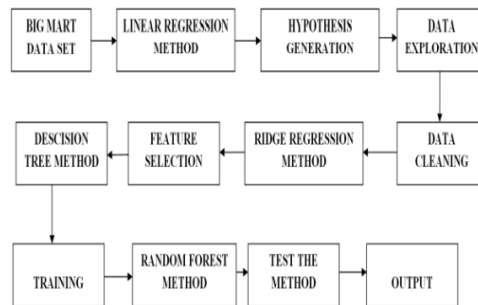 BIG MART
DATA SET
LINEAR REGRESSION
METHOD
HYPOTHESIS
GENERATION
DATA
EXPLORATION
DESCISION
TREE METHOD
FEATURE
SELECTION
RIDGE REGRESSION
METHOD
DATA
CLEANING
TRAINING
RANDOM FOREST
METHOD
TEST THE
METHOD
OUTPUT